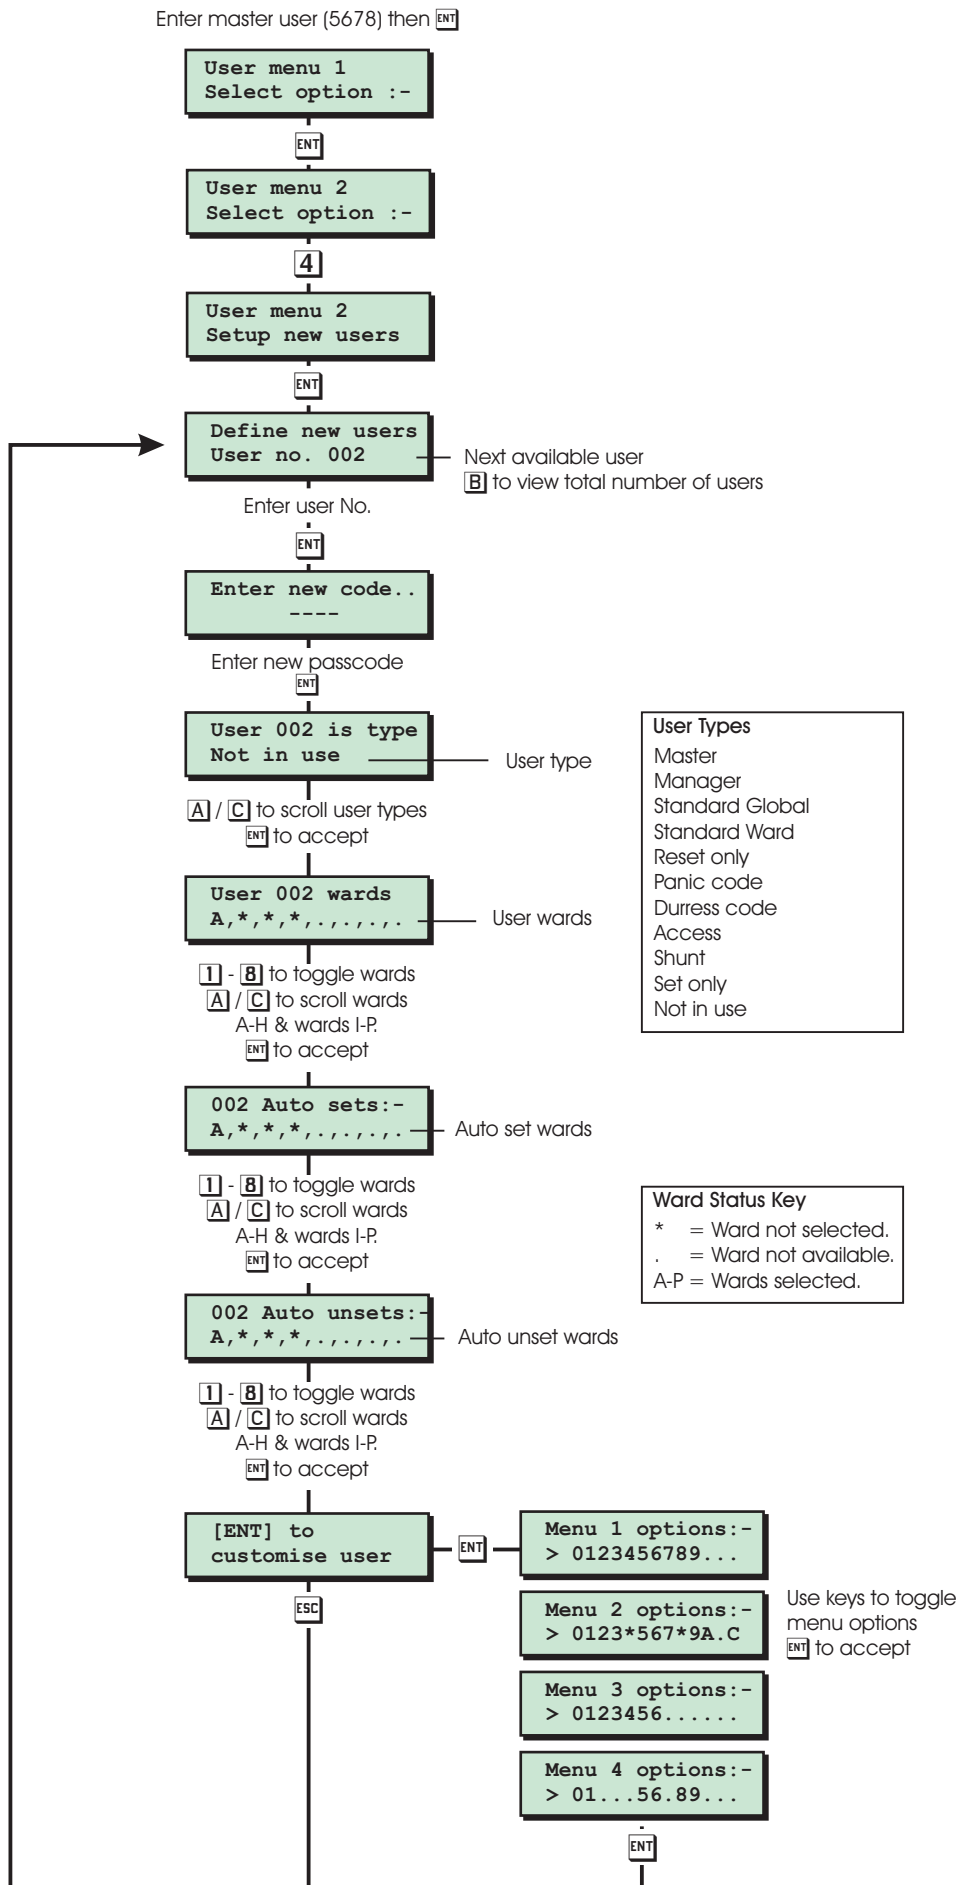 Enter master user (5678) then ENT
User menu 1
Select option :-
ENT
User menu 2
Select option :-
4
User menu 2
Setup new users
ENT
Define new users
User no. 002
Next available user
B to view total number of users
Enter user No.
ENT
Enter new code..
----
Enter new passcode
ENT
User 002 is type
Not in use
User type
A / C to scroll user types
ENT to accept
User Types
Master
Manager
Standard Global
Standard Ward
Reset only
Panic code
Durress code
Access
Shunt
Set only
Not in use
User 002 wards
A,*,*,*,.,.,.,.
User wards
1 - 8 to toggle wards
A / C to scroll wards
A-H & wards I-P.
ENT to accept
002 Auto sets:-
A,*,*,*,.,.,.,.
Auto set wards
1 - 8 to toggle wards
A / C to scroll wards
A-H & wards I-P.
ENT to accept
Ward Status Key
* = Ward not selected.
. = Ward not available.
A-P = Wards selected.
002 Auto unsets:-
A,*,*,*,.,.,.,.
Auto unset wards
1 - 8 to toggle wards
A / C to scroll wards
A-H & wards I-P.
ENT to accept
[ENT] to
customise user
ENT
Menu 1 options:-
> 0123456789...
ESC
Menu 2 options:-
> 0123*567*9A.C
Use keys to toggle
menu options
ENT to accept
Menu 3 options:-
> 0123456......
Menu 4 options:-
> 01...56.89...
ENT